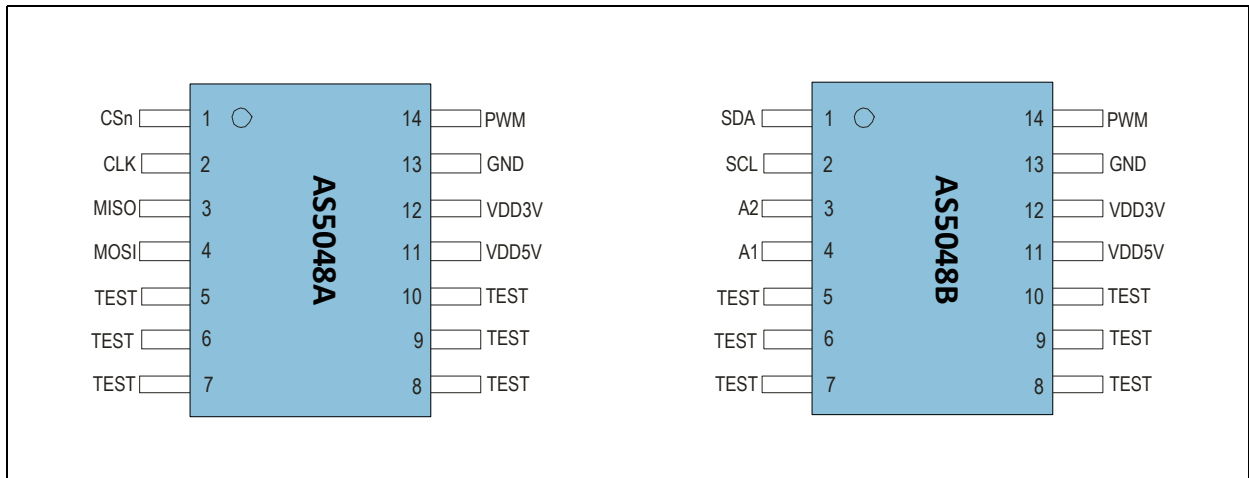 CSn 1 14 PWM
CLK 2 13 GND
MISO 3 12 VDD3V
MOSI 4 11 VDD5V
TEST 5 10 TEST
TEST 6 9 TEST
TEST 7 8 TEST
AS5048A
SDA 1 14 PWM
SCL 2 13 GND
A2 3 12 VDD3V
A1 4 11 VDD5V
TEST 5 10 TEST
TEST 6 9 TEST
TEST 7 8 TEST
AS5048B